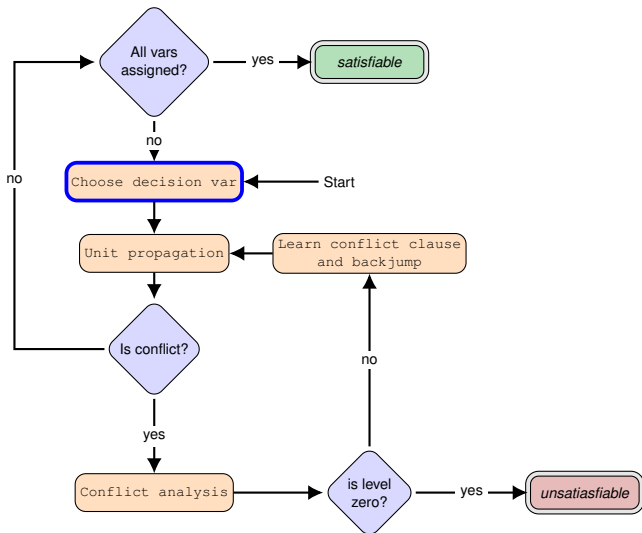 All vars
assigned?
yes
satisfiable
no
no
Choose decision var
Start
Unit propagation
Learn conflict clause
and backjump
Is conflict?
no
yes
Conflict analysis
is level
zero?
yes
unsatiasfiable